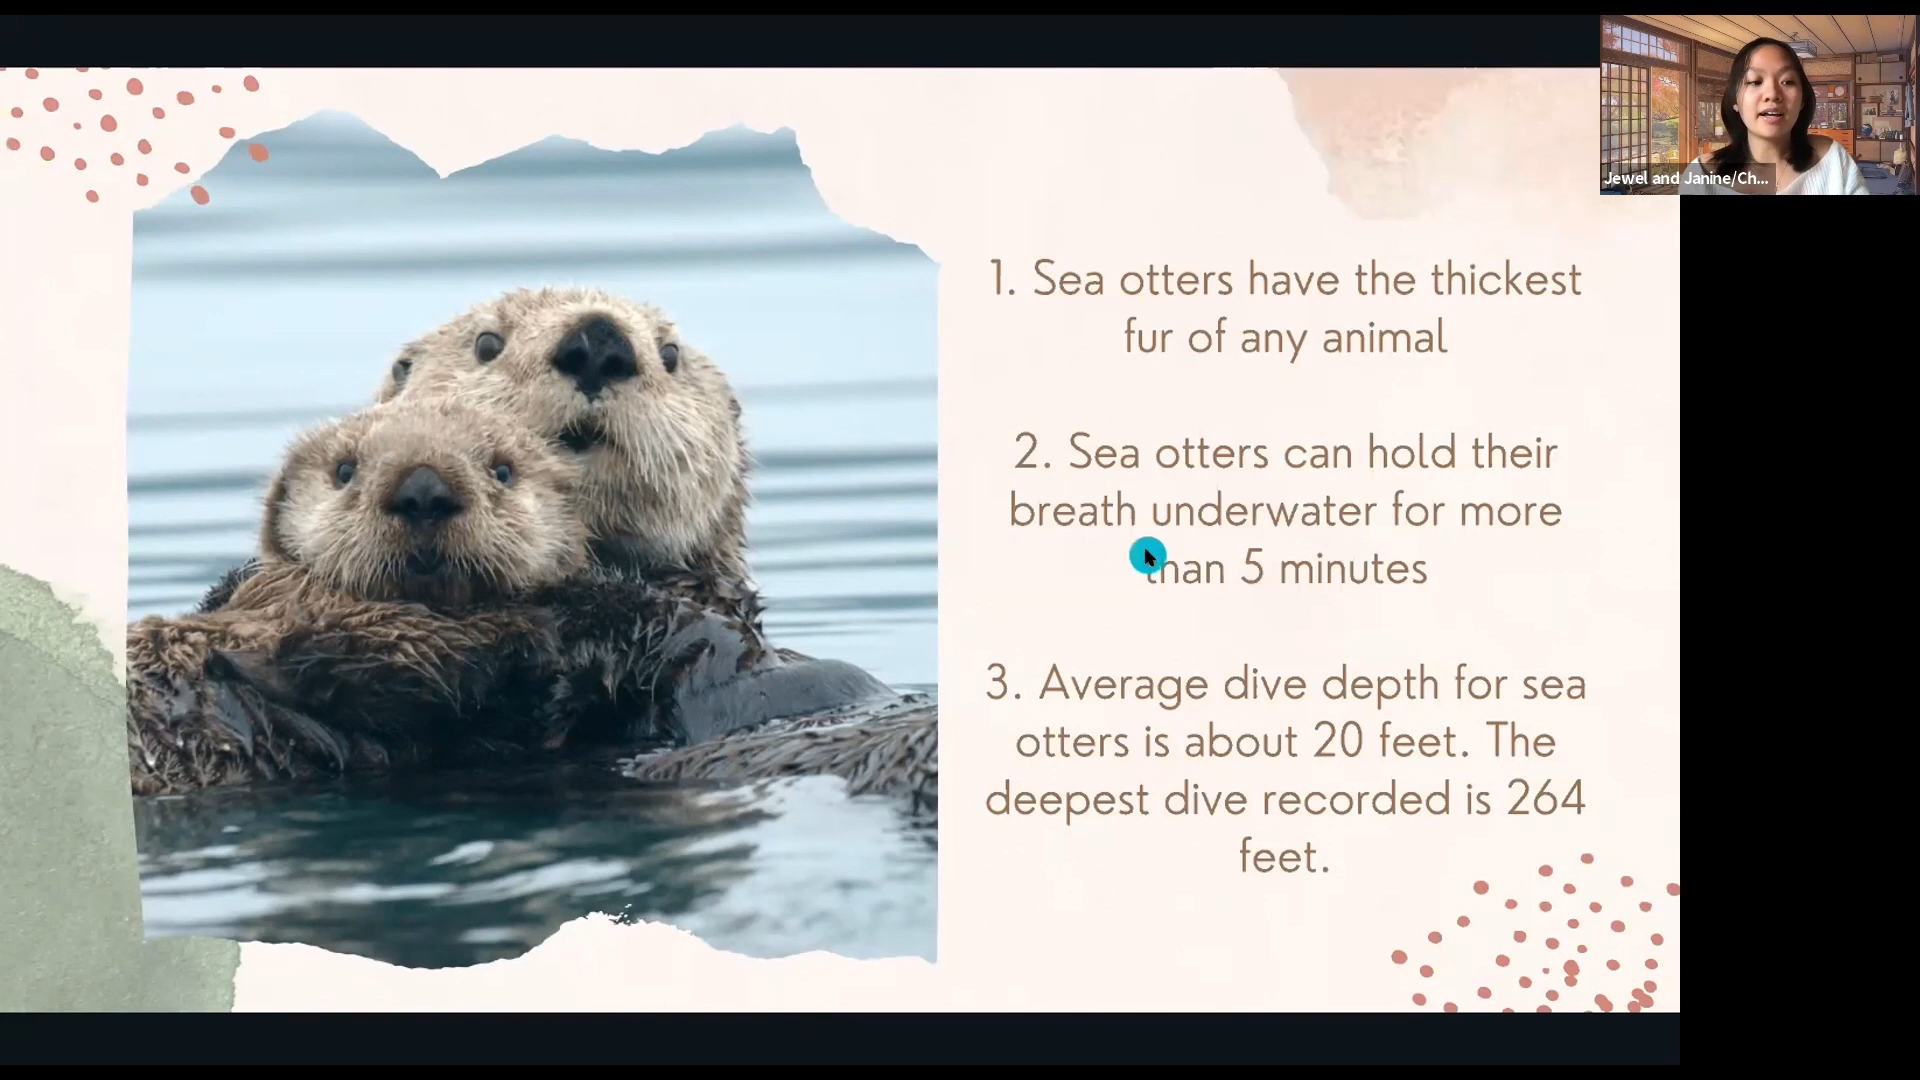 Jewel and Janine/Ch...
1. Sea otters have the thickest
fur of any animal
2. Sea otters can hold their
breath underwater for more
than 5 minutes
3. Average dive depth for sea
otters is about 20 feet. The
deepest dive recorded is 264
feet.